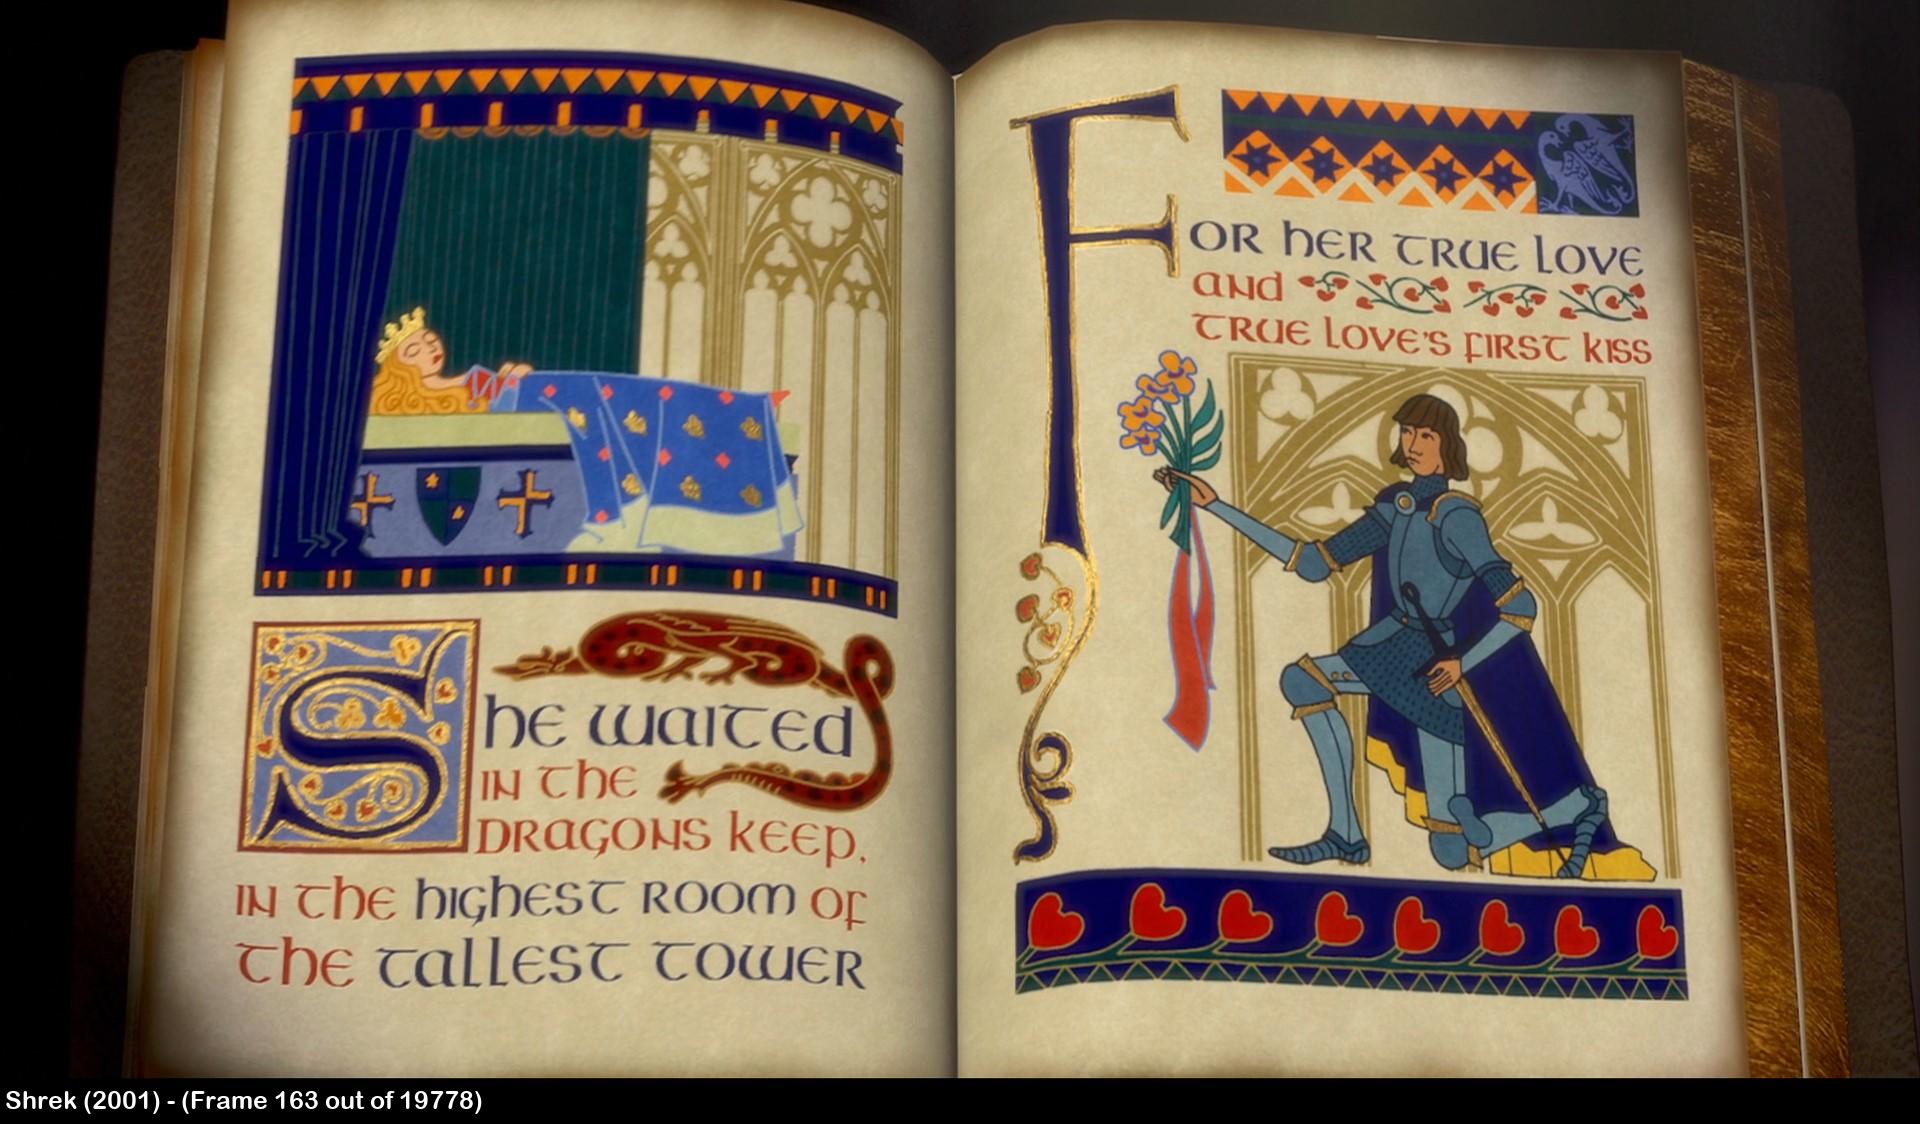 She waited
in the
dragons keep,
in the highest room of
the tallest tower
For her true love
and
true love's first kiss
Shrek (2001) - (Frame 163 out of 19778)